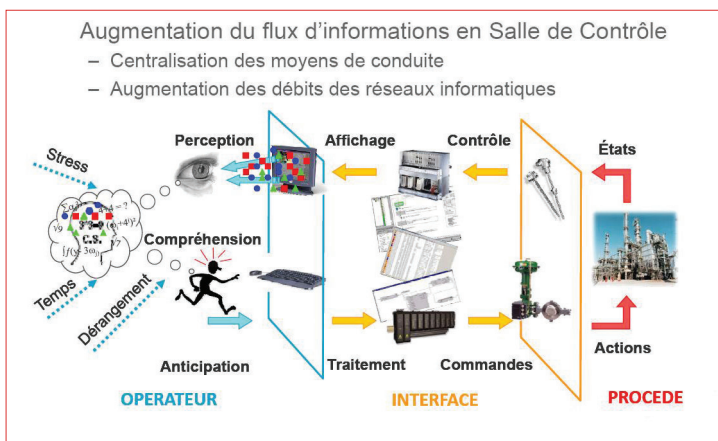 Augmentation du flux d'informations en Salle de Contrôle
– Centralisation des moyens de conduite
– Augmentation des débits des réseaux informatiques
Perception
Affichage
Contrôle
États
Stress
Compréhension
Temps
Dérangement
Anticipation
Traitement
Commandes
Actions
OPERATEUR
INTERFACE
PROCEDE